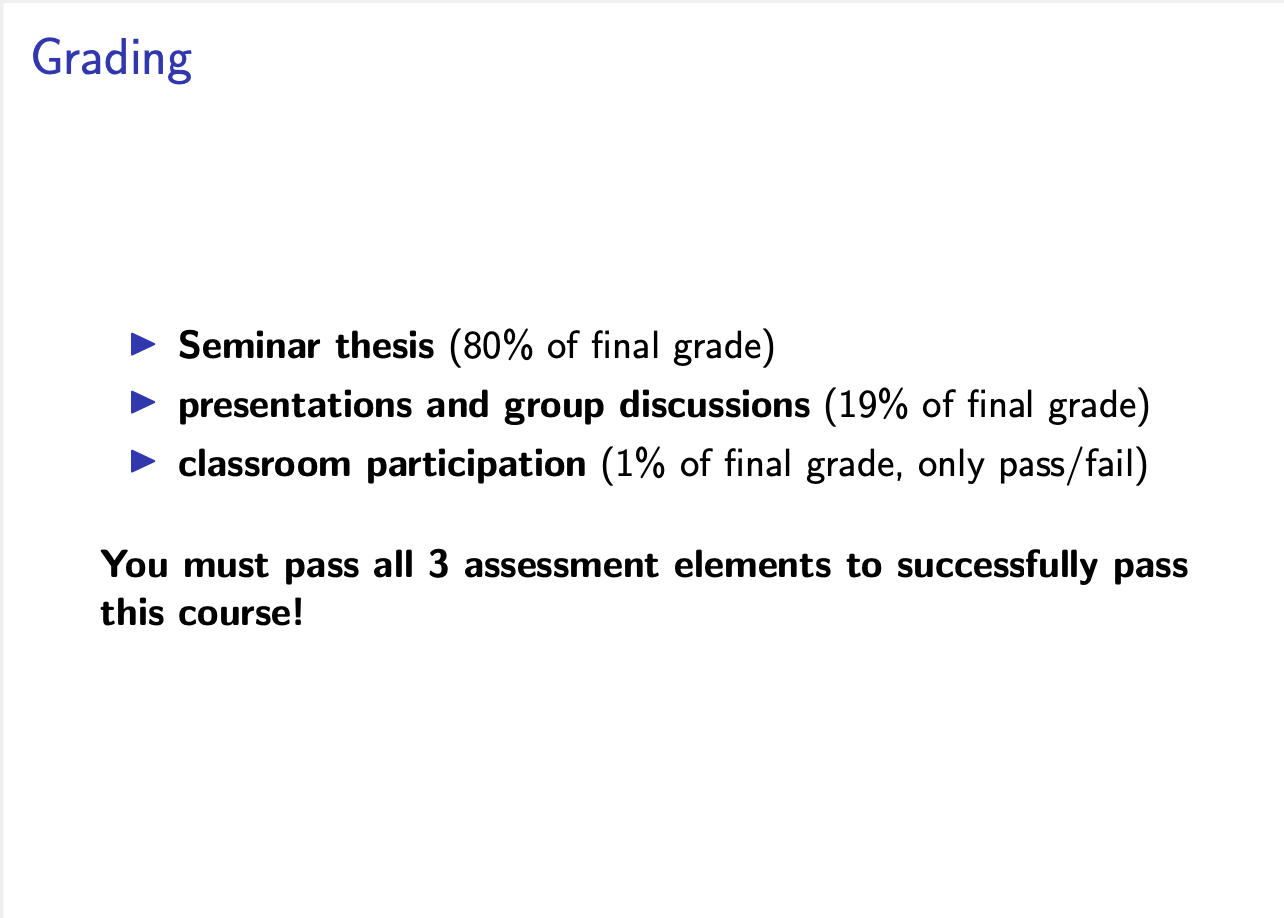 Grading
▶ Seminar thesis (80% of final grade)
▶ presentations and group discussions (19% of final grade)
▶ classroom participation (1% of final grade, only pass/fail)
You must pass all 3 assessment elements to successfully pass
this course!